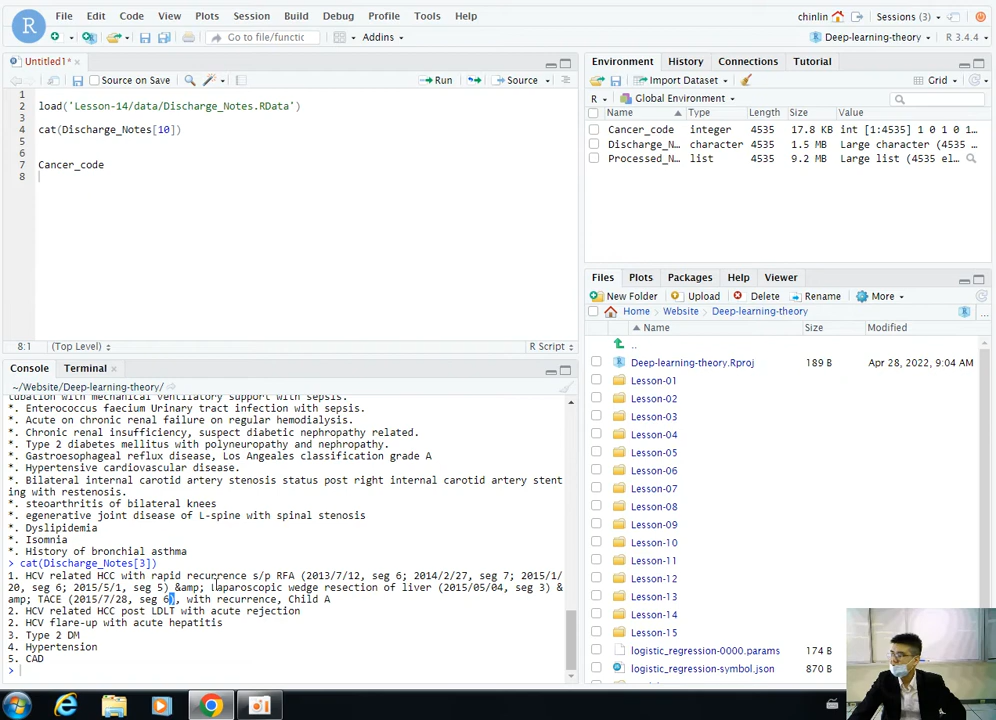 File Edit Code View Plots Session Build Debug Profile Tools Help
chinlin
Sessions (3)
R
Go to file/functic
Addins
Deep-learning-theory
R 3.4.4
Untitled1*
Source on Save
Run
Source
1
2 load('Lesson-14/data/Discharge_Notes.RData')
3
4 cat(Discharge_Notes[10])
5
6
7 Cancer_code
8
8:1 (Top Level) R Script
Console Terminal
~/Website/Deep-learning-theory/
tubation with mechanical ventilatory support with sepsis.
*. Enterococcus faecium Urinary tract infection with sepsis.
*. Acute on chronic renal failure on regular hemodialysis.
*. Chronic renal insufficiency, suspect diabetic nephropathy related.
*. Type 2 diabetes mellitus with polyneuropathy and nephropathy.
*. Gastroesophageal reflux disease, Los Angeales classification grade A
*. Hypertensive cardiovascular disease.
*. Bilateral internal carotid artery stenosis status post right internal carotid artery stent
ing with restenosis.
*. steoarthritis of bilateral knees
*. egenerative joint disease of L-spine with spinal stenosis
*. Dyslipidemia
*. Isomnia
*. History of bronchial asthma
> cat(Discharge_Notes[3])
1. HCV related HCC with rapid recurrence s/p RFA (2013/7/12, seg 6; 2014/2/27, seg 7; 2015/1/
20, seg 6; 2015/5/1, seg 5) &amp; laparoscopic wedge resection of liver (2015/05/04, seg 3) &
amp; TACE (2015/7/28, seg 6), with recurrence, Child A
2. HCV related HCC post LDLT with acute rejection
2. HCV flare-up with acute hepatitis
3. Type 2 DM
4. Hypertension
5. CAD
>
Environment History Connections Tutorial
Import Dataset
Grid
R Global Environment
Name Type Length Size Value
Cancer_code integer 4535 17.8 KB int [1:4535] 1 0 1 0 1…
Discharge_N… character 4535 1.5 MB Large character (4535 …
Processed_N… list 4535 9.2 MB Large list (4535 el…
Files Plots Packages Help Viewer
New Folder Upload Delete Rename More
Home Website Deep-learning-theory
Name Size Modified
..
Deep-learning-theory.Rproj 189 B Apr 28, 2022, 9:04 AM
Lesson-01
Lesson-02
Lesson-03
Lesson-04
Lesson-05
Lesson-06
Lesson-07
Lesson-08
Lesson-09
Lesson-10
Lesson-11
Lesson-12
Lesson-13
Lesson-14
Lesson-15
logistic_regression-0000.params 174 B
logistic_regression-symbol.json 870 B